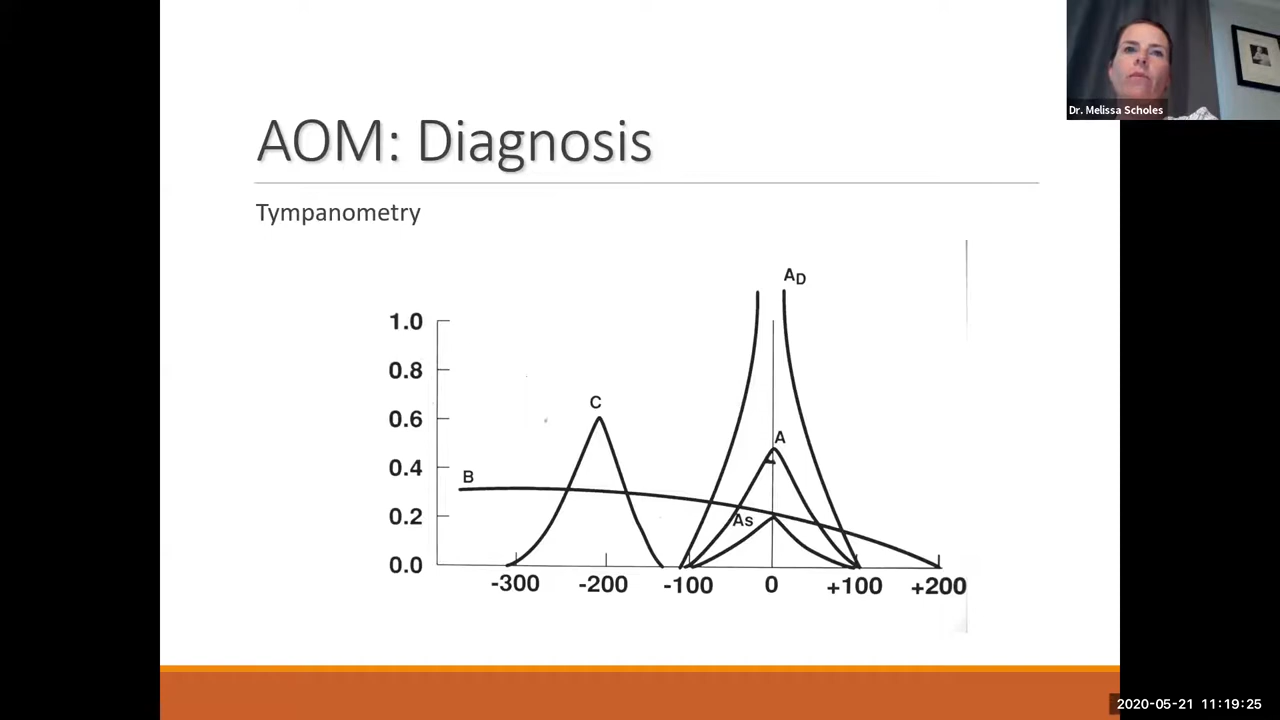 Dr. Melissa Scholes
AOM: Diagnosis
Tympanometry
AD
1.0
0.8
C
0.6
A
0.4
B
As
0.2
0.0
-300 -200 -100 0 +100 +200
2020-05-21 11:19:25